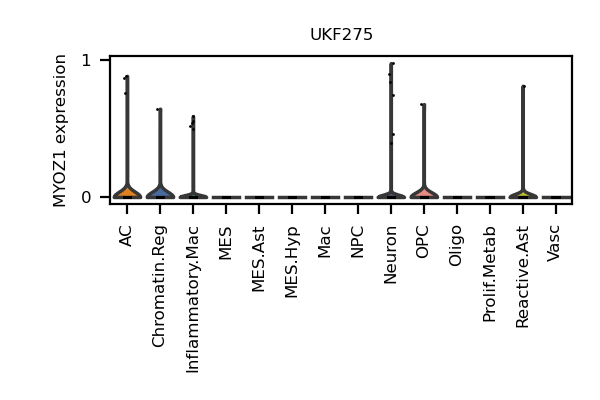 UKF275
MYOZ1 expression
1
0
AC
Chromatin.Reg
Inflammatory.Mac
MES
MES.Ast
MES.Hyp
Mac
NPC
Neuron
OPC
Oligo
Prolif.Metab
Reactive.Ast
Vasc